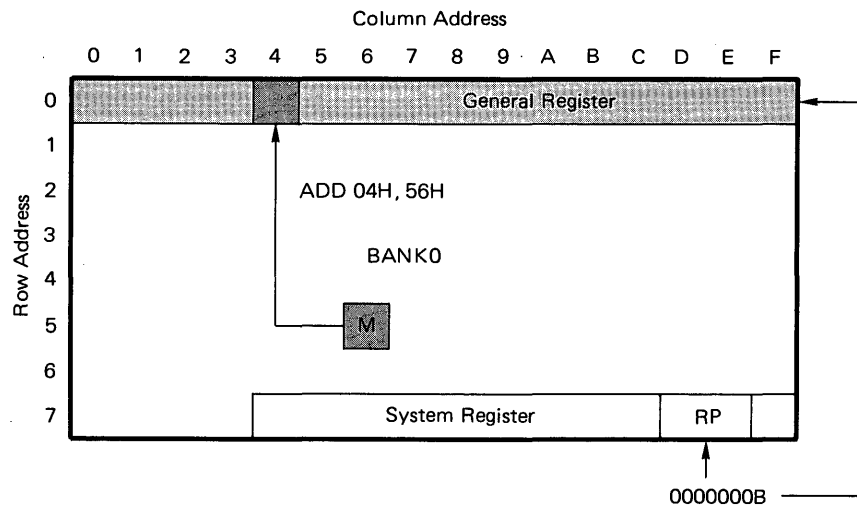 Column Address
0 1 2 3 4 5 6 7 8 9 A B C D E F
0 General Register
1
2 ADD 04H, 56H
3
BANK0
4
5 M
6
7 System Register RP
Row Address
0000000B